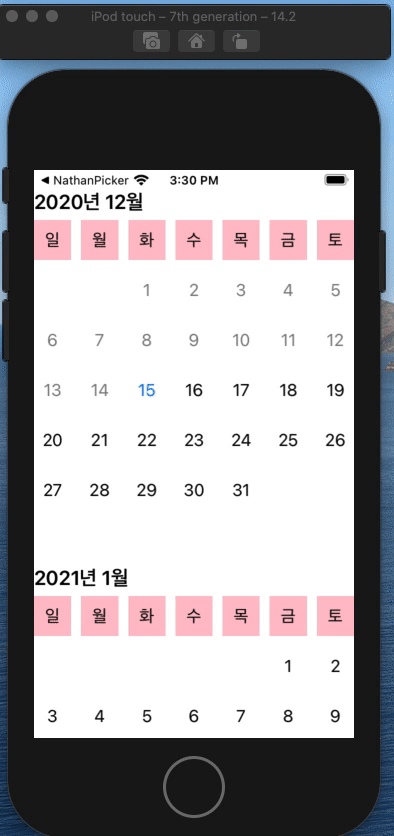 iPod touch – 7th generation – 14.2
◀ NathanPicker 3:30 PM
2020년 12월
일 월 화 수 목 금 토
1 2 3 4 5
6 7 8 9 10 11 12
13 14 15 16 17 18 19
20 21 22 23 24 25 26
27 28 29 30 31
2021년 1월
일 월 화 수 목 금 토
1 2
3 4 5 6 7 8 9